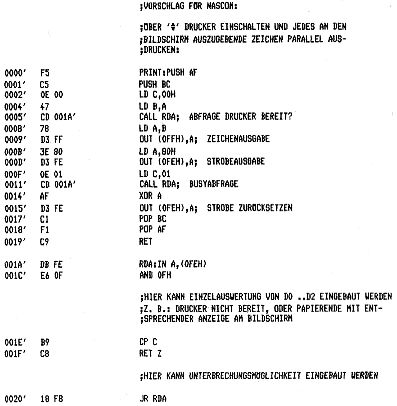 ;VORSCHLAG FÖR NASCOM:
;ÖBER '#' DRUCKER EINSCHALTEN UND JEDES AM DEN
;BILDSCHIRM AUSZUGEBENDE ZEICHEN PARALLEL AUS-
;DRUCKEN:
0000' F5 PRINT:PUSH AF
0001' C5 PUSH BC
0002' 0E 00 LD C,00H
0004' 47 LD B,A
0005' CD 001A' CALL RDA; ABFRAGE DRUCKER BEREIT?
0008' 78 LD A,B
0009' D3 FF OUT (0FFH),A; ZEICHENAUSGABE
000B' 3E 80 LD A,80H
000D' D3 FE OUT (0FEH),A; STROBEAUSGABE
000F' 0E 01 LD C,01
0011' CD 001A' CALL RDA; BUSYABFRAGE
0014' AF XOR A
0015' D3 FE OUT (0FEH),A; STROBE ZURÖCKSETZEN
0017' C1 POP BC
0018' F1 POP AF
0019' C9 RET
001A' DB FE RDA:IN A,(0FEH)
001C' E6 0F AND 0FH
;HIER KANN EINZELAUSWERTUNG VON DO ..D2 EINGEBAUT WERDEN
;Z. B.: DRUCKER NICHT BEREIT, ODER PAPIERENDE MIT ENT-
;SPRECHENDER ANZEIGE AM BILDSCHIRM
001E' B9 CP C
001F' C8 RET Z
;HIER KANN UNTERBRECHUNGSMÖGLICHKEIT EINGEBAUT WERDEN
0020' 18 F8 JR RDA